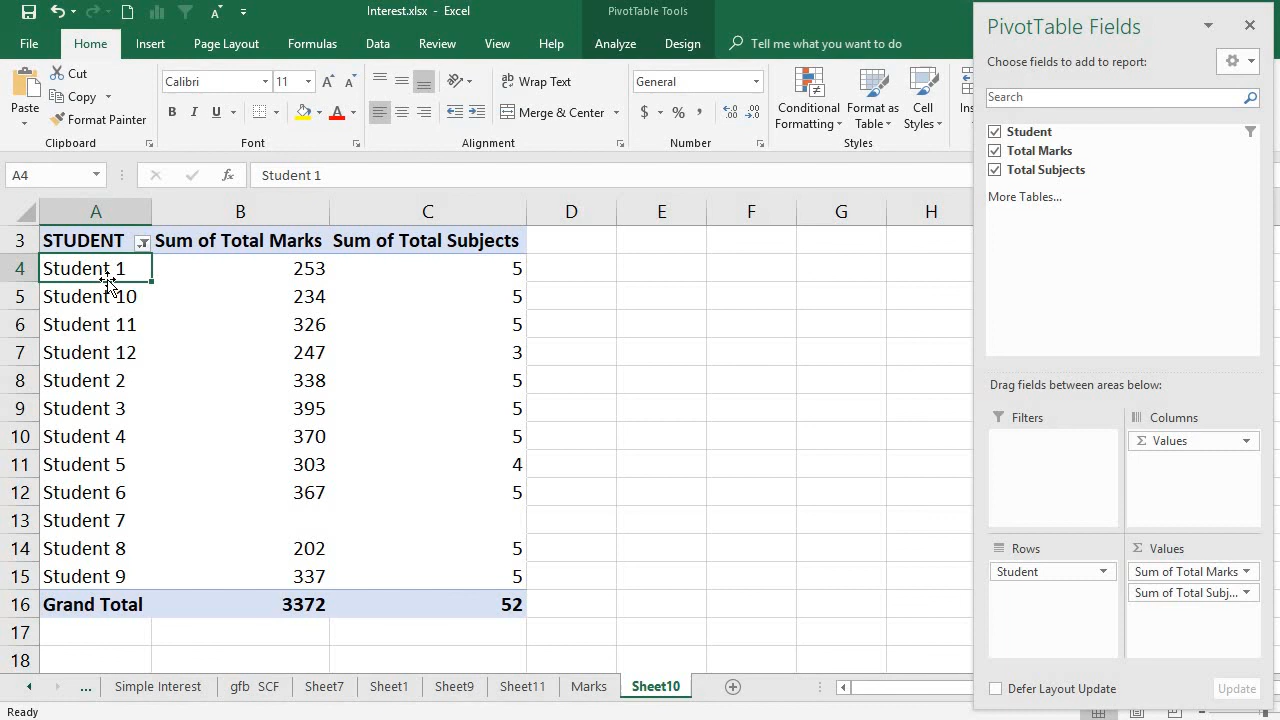 Interest.xlsx - Excel
PivotTable Tools
File Home Insert Page Layout Formulas Data Review View Help Analyze Design Tell me what you want to do
Paste
Cut
Copy
Format Painter
Clipboard
Calibri 11
B I U
Font
Wrap Text
Merge & Center
Alignment
General
$ % ,
Number
Conditional Formatting
Format as Table
Cell Styles
Styles
A4 fx Student 1
A B C D E F G H
3 STUDENT Sum of Total Marks Sum of Total Subjects
4 Student 1 253 5
5 Student 10 234 5
6 Student 11 326 5
7 Student 12 247 3
8 Student 2 338 5
9 Student 3 395 5
10 Student 4 370 5
11 Student 5 303 4
12 Student 6 367 5
13 Student 7
14 Student 8 202 5
15 Student 9 337 5
16 Grand Total 3372 52
17
18
... Simple Interest gfb SCF Sheet7 Sheet1 Sheet9 Sheet11 Marks Sheet10
Ready
PivotTable Fields
Choose fields to add to report:
Search
Student
Total Marks
Total Subjects
More Tables...
Drag fields between areas below:
Filters
Columns
Σ Values
Rows
Student
Σ Values
Sum of Total Marks
Sum of Total Subj...
Defer Layout Update Update